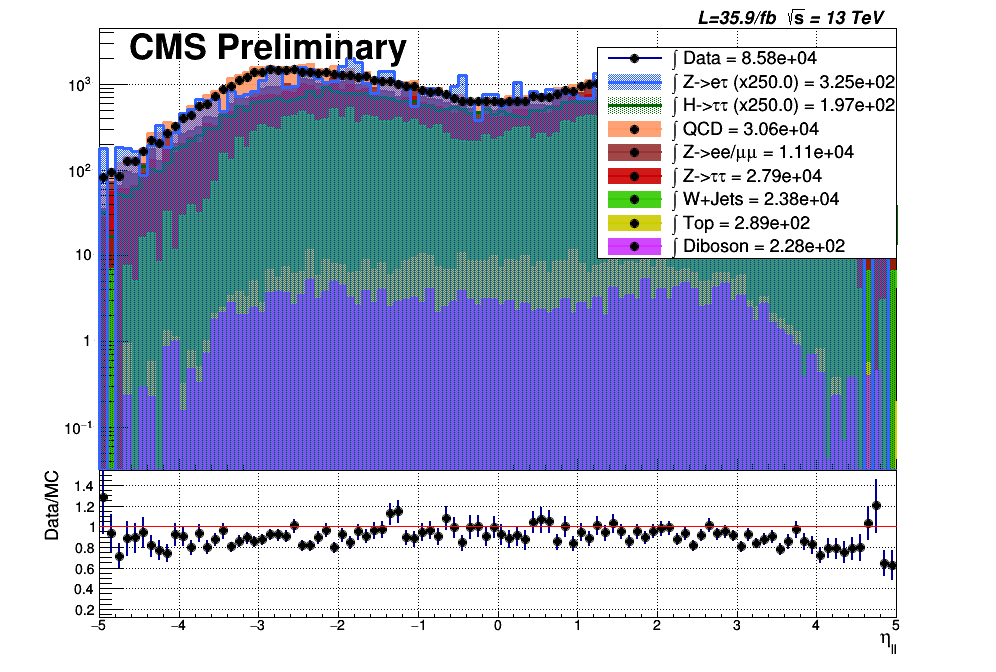 L=35.9/fb √s = 13 TeV
CMS Preliminary
∫ Data = 8.58e+04
∫ Z->eτ (x250.0) = 3.25e+02
∫ H->ττ (x250.0) = 1.97e+02
∫ QCD = 3.06e+04
∫ Z->ee/μμ = 1.11e+04
∫ Z->ττ = 2.79e+04
∫ W+Jets = 2.38e+04
∫ Top = 2.89e+02
∫ Diboson = 2.28e+02
10³
10²
10
1
10⁻¹
Data/MC
1.4
1.2
1
0.8
0.6
0.4
0.2
−5 −4 −3 −2 −1 0 1 2 3 4 5
η_||